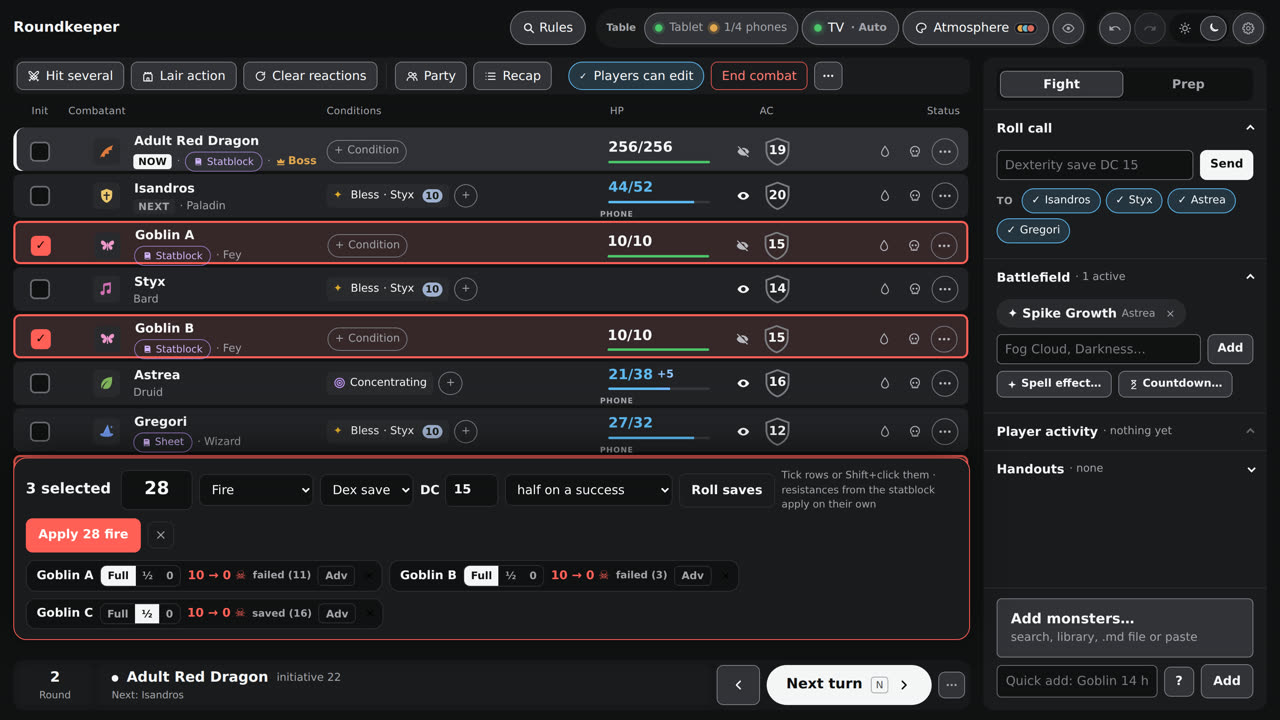 Roundkeeper
Rules
Table
Tablet
1/4 phones
TV · Auto
Atmosphere
Hit several
Lair action
Clear reactions
Party
Recap
✓ Players can edit
End combat
Init
Combatant
Conditions
HP
AC
Status
Adult Red Dragon
NOW · Statblock · Boss
+ Condition
256/256
19
Isandros
NEXT · Paladin
Bless · Styx 10
44/52
PHONE
20
Goblin A
Statblock · Fey
+ Condition
10/10
15
Styx
Bard
Bless · Styx 10
14
Goblin B
Statblock · Fey
+ Condition
10/10
15
Astrea
Druid
Concentrating
21/38 +5
PHONE
16
Gregori
Sheet · Wizard
Bless · Styx 10
27/32
PHONE
12
3 selected
28
Fire
Dex save
DC 15
half on a success
Roll saves
Tick rows or Shift+click them ·
resistances from the statblock
apply on their own
Apply 28 fire
Goblin A Full ½ 0 10 → 0 failed (11) Adv
Goblin B Full ½ 0 10 → 0 failed (3) Adv
Goblin C Full ½ 0 10 → 0 saved (16) Adv
2
Round
Adult Red Dragon initiative 22
Next: Isandros
Next turn N
Fight
Prep
Roll call
Dexterity save DC 15
Send
TO
✓ Isandros
✓ Styx
✓ Astrea
✓ Gregori
Battlefield · 1 active
Spike Growth Astrea ×
Fog Cloud, Darkness...
Add
Spell effect...
Countdown...
Player activity · nothing yet
Handouts · none
Add monsters...
search, library, .md file or paste
Quick add: Goblin 14 h
?
Add